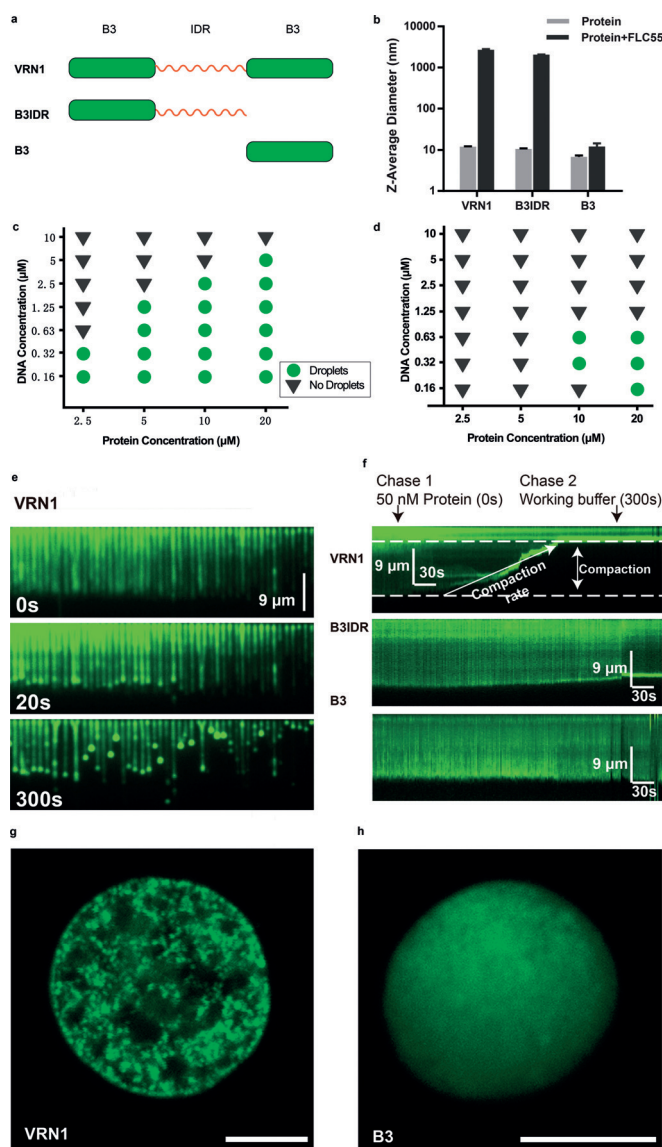 a
B3 IDR B3
VRN1
B3IDR
B3
b
Protein
Protein+FLC55
Z-Average Diameter (nm)
10000
1000
100
10
1
VRN1 B3IDR B3
c
DNA Concentration (µM)
10
5
2.5
1.25
0.63
0.32
0.16
2.5 5 10 20
Protein Concentration (µM)
Droplets
No Droplets
d
DNA Concentration (µM)
10
5
2.5
1.25
0.63
0.32
0.16
2.5 5 10 20
Protein Concentration (µM)
e
VRN1
0s
9 µm
20s
300s
f
Chase 1 Chase 2
50 nM Protein (0s) Working buffer (300s)
VRN1
9 µm
30s
Compaction
rate
Compaction
B3IDR
9 µm
30s
B3
9 µm
30s
g
VRN1
h
B3